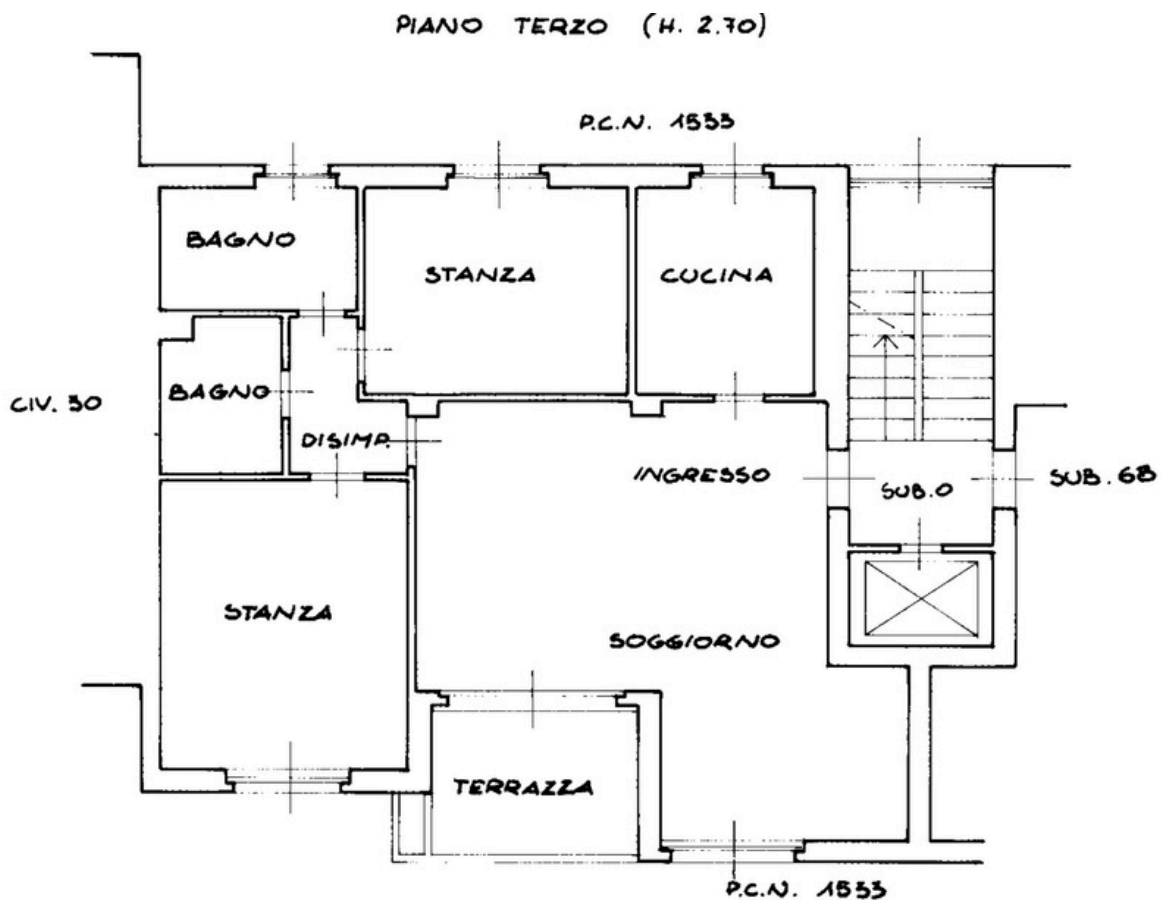 PIANO TERZO (H. 2.70)
P.C.N. 1533
BAGNO
STANZA
CUCINA
BAGNO
CIV. 30
DISIMP.
INGRESSO
SUB.0
SUB. 68
STANZA
SOGGIORNO
TERRAZZA
P.C.N. 1533